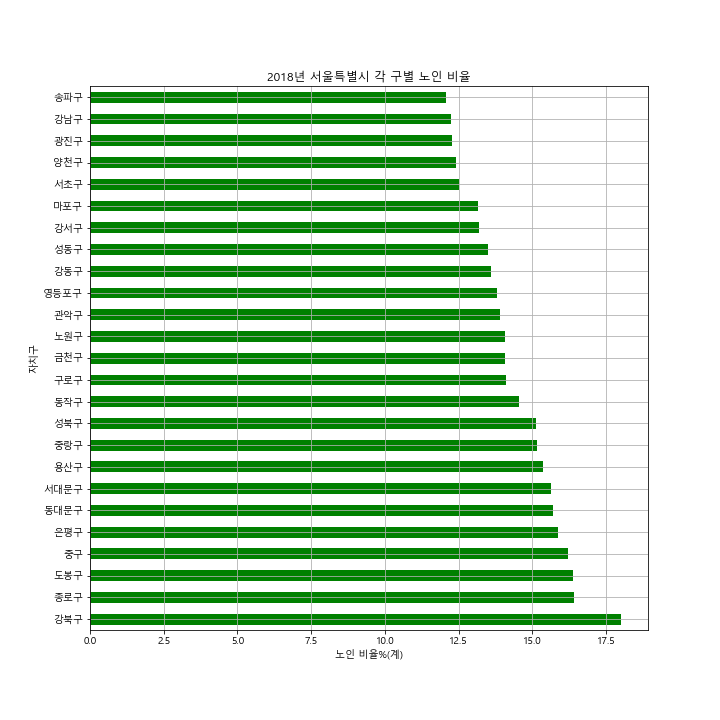 2018년 서울특별시 각 구별 노인 비율
송파구
강남구
광진구
양천구
서초구
마포구
강서구
성동구
강동구
영등포구
관악구
노원구
금천구
구로구
동작구
성북구
중랑구
용산구
서대문구
동대문구
은평구
중구
도봉구
종로구
강북구
자치구
0.0 2.5 5.0 7.5 10.0 12.5 15.0 17.5
노인 비율%(계)